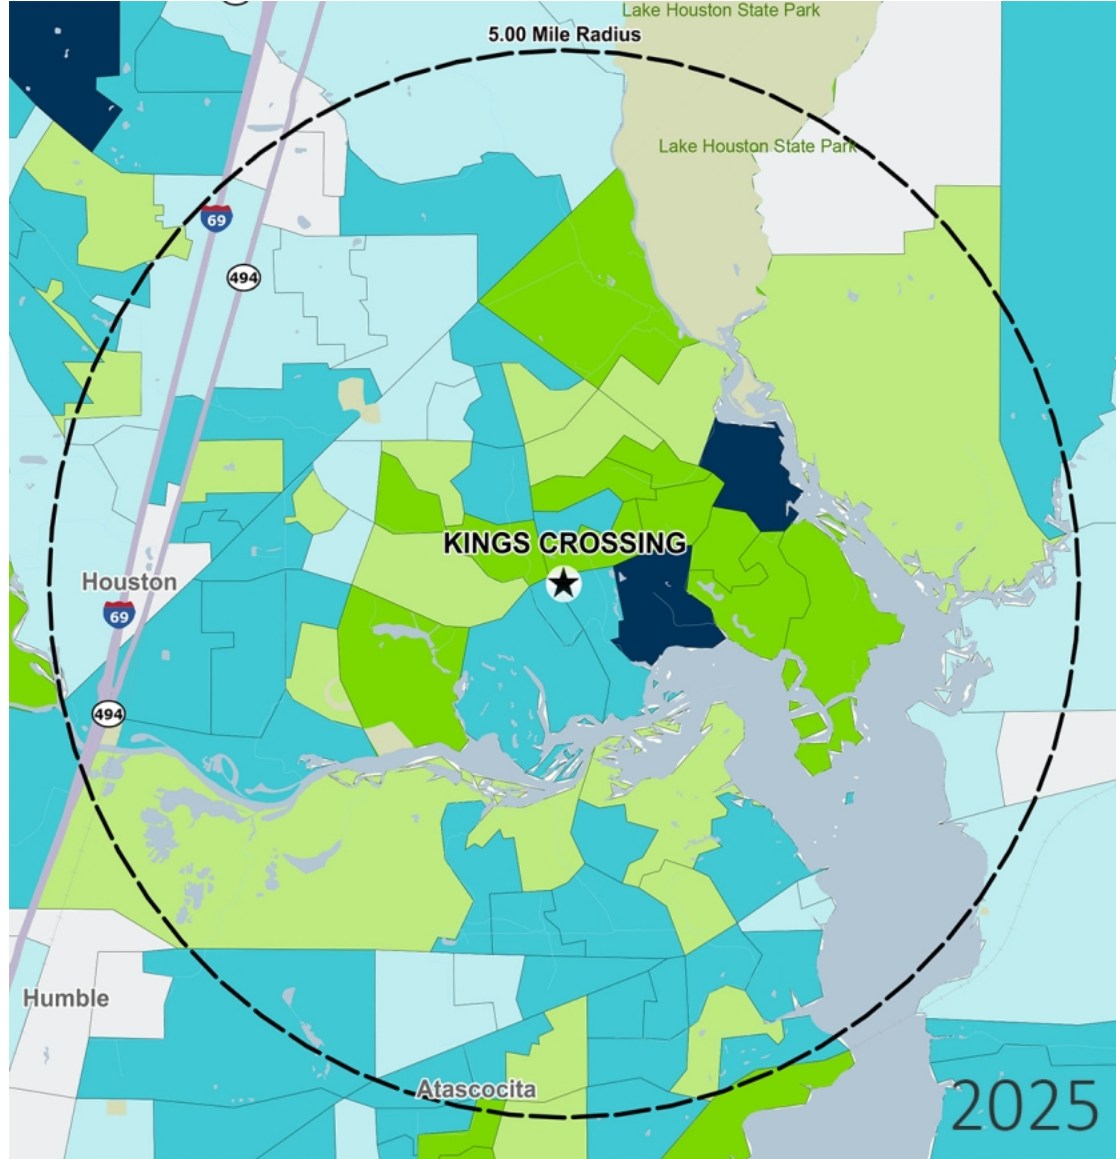 Lake Houston State Park
5.00 Mile Radius
Lake Houston State Park
69
494
KINGS CROSSING
Houston
69
494
Humble
Atascocita
2025